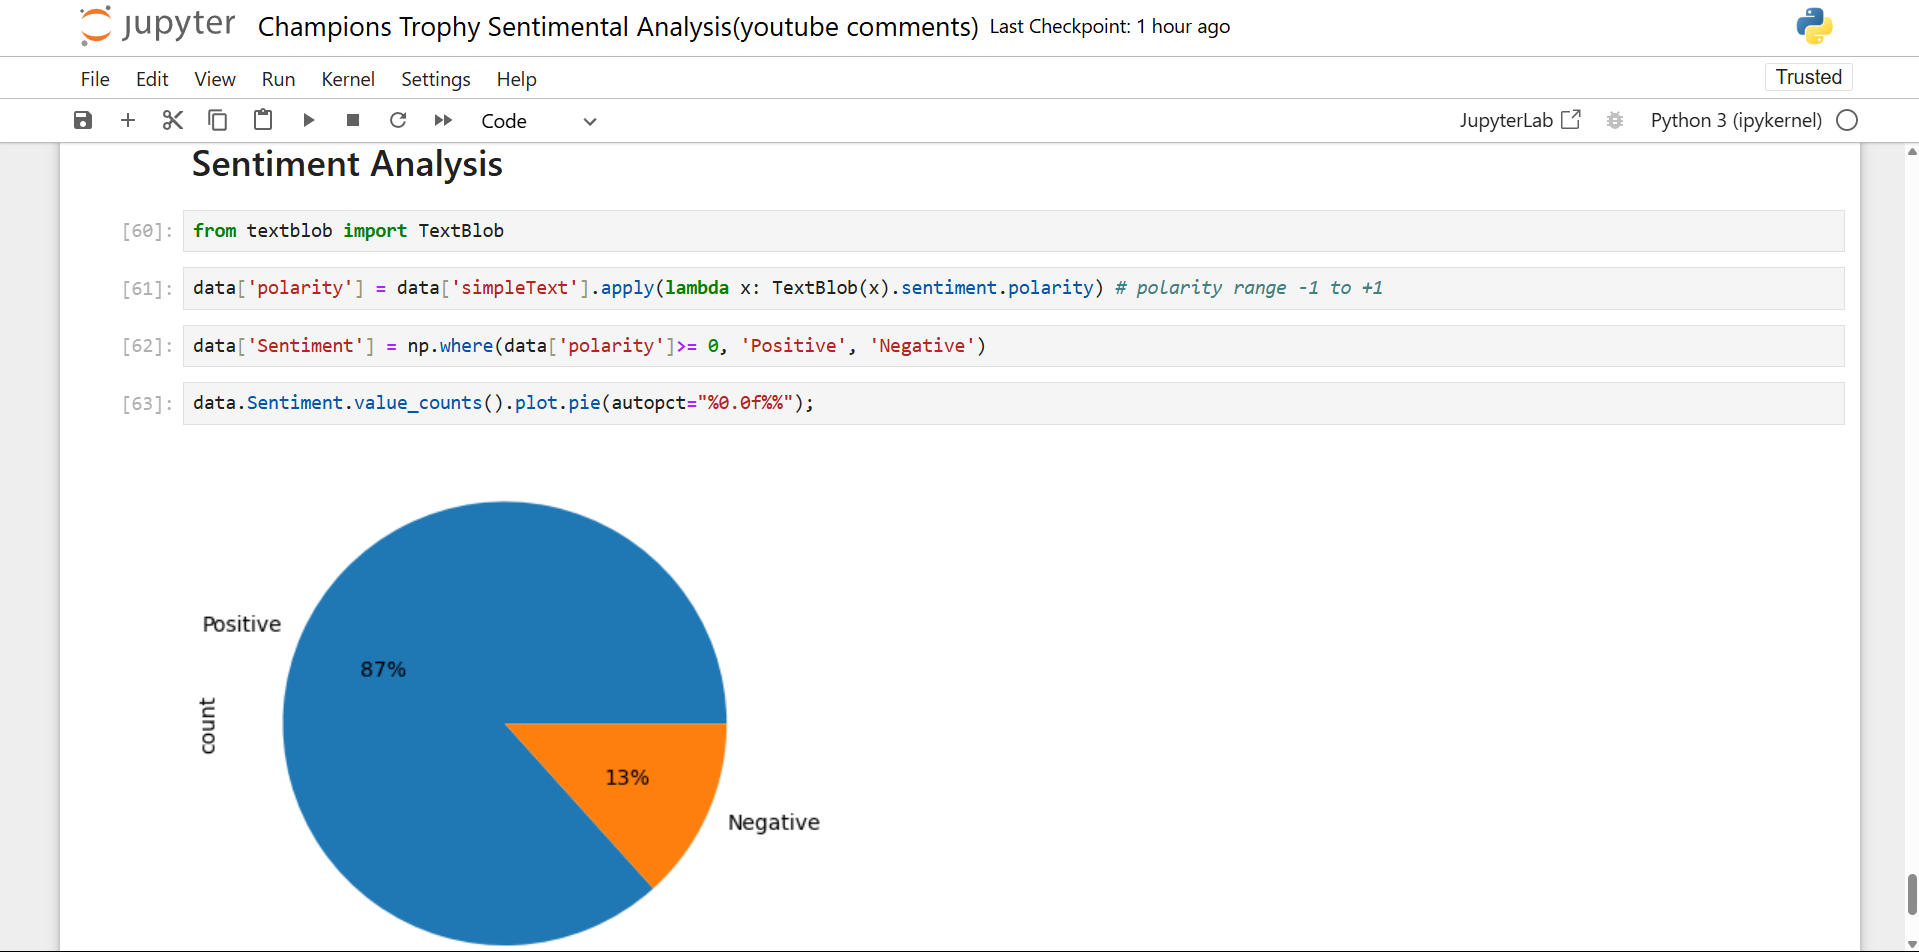 jupyter Champions Trophy Sentimental Analysis(youtube comments) Last Checkpoint: 1 hour ago
File Edit View Run Kernel Settings Help Trusted
Code JupyterLab Python 3 (ipykernel)
Sentiment Analysis
[60]: from textblob import TextBlob
[61]: data['polarity'] = data['simpleText'].apply(lambda x: TextBlob(x).sentiment.polarity) # polarity range -1 to +1
[62]: data['Sentiment'] = np.where(data['polarity']>= 0, 'Positive', 'Negative')
[63]: data.Sentiment.value_counts().plot.pie(autopct="%0.0f%%");
Positive
87%
count
13%
Negative